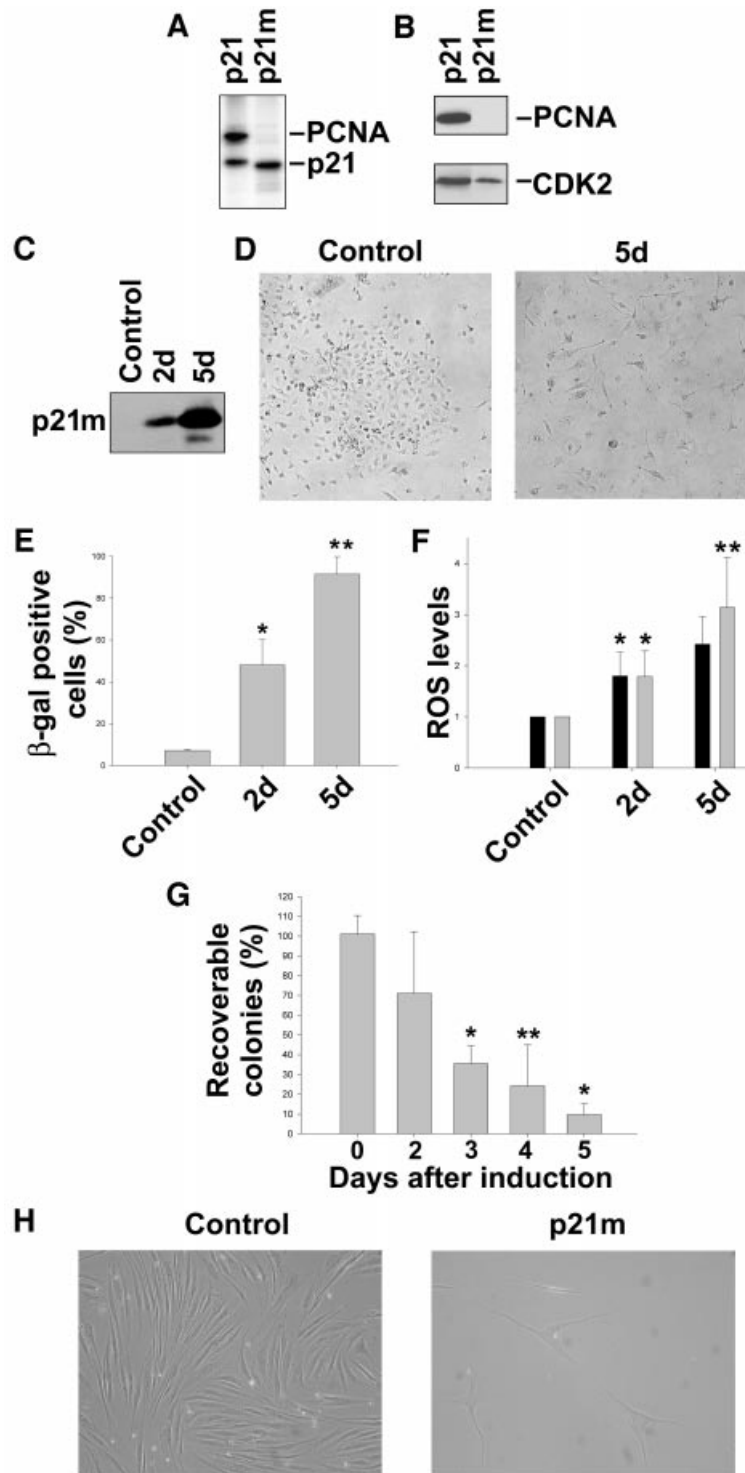 A
p21
p21m
–PCNA
–p21
B
p21
p21m
–PCNA
–CDK2
C
Control
2d
5d
p21m
D
Control
5d
E
β-gal positive
cells (%)
100
80
60
40
20
0
*
**
Control
2d
5d
F
ROS levels
4
3
2
1
0
*
*
**
Control
2d
5d
G
Recoverable
colonies (%)
120
110
100
90
80
70
60
50
40
30
20
10
0
*
**
*
0 2 3 4 5
Days after induction
H
Control
p21m